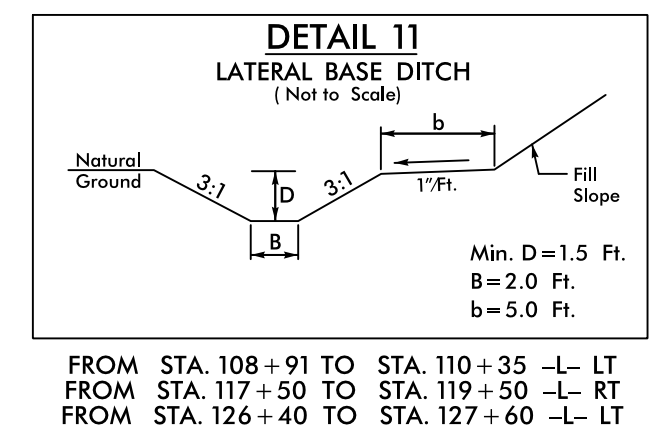 DETAIL 11
LATERAL BASE DITCH
( Not to Scale)
b
Natural
Ground
3:1
D
3:1
1"/Ft.
Fill
Slope
B
Min. D=1.5 Ft.
B=2.0 Ft.
b=5.0 Ft.
FROM STA. 108+91 TO STA. 110+35 -L- LT
FROM STA. 117+50 TO STA. 119+50 -L- RT
FROM STA. 126+40 TO STA. 127+60 -L- LT